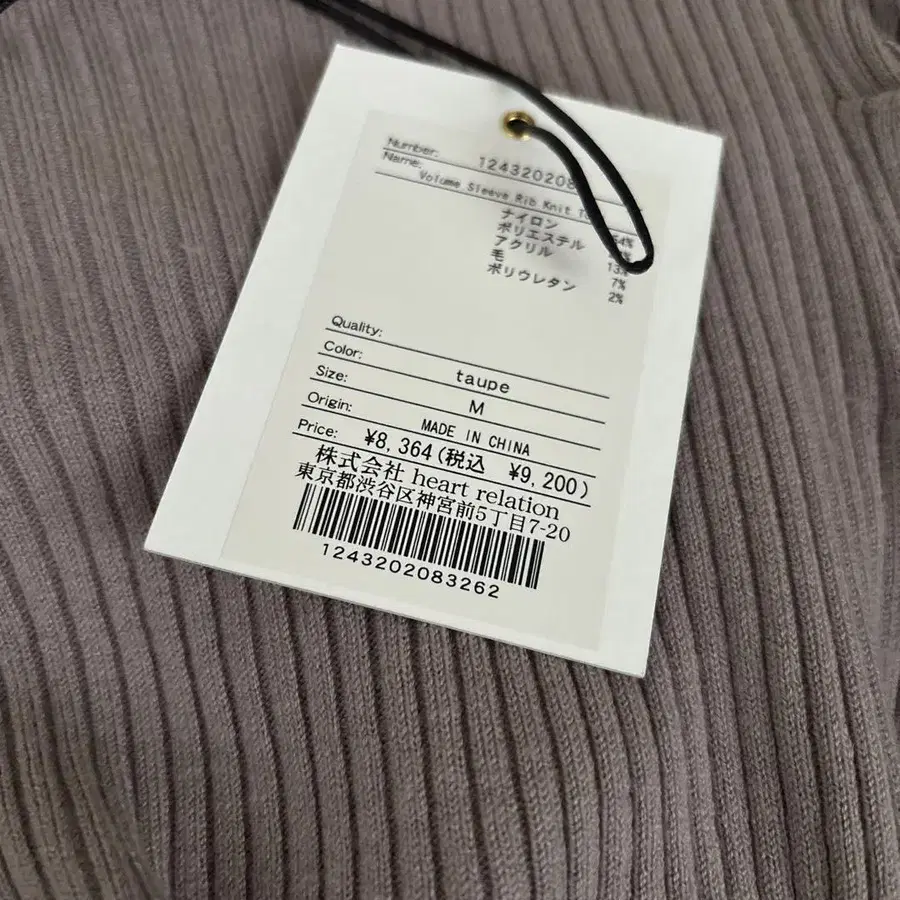 Number: 124320208
Name: Volume Sleeve Rib Knit
ナイロン 54%
ポリエステル
アクリル 13%
毛 7%
ポリウレタン 2%
Quality:
Color: taupe
Size: M
Origin: MADE IN CHINA
Price: ¥8,364(税込 ¥9,200)
株式会社 heart relation
東京都渋谷区神宮前5丁目7-20
1243202083262